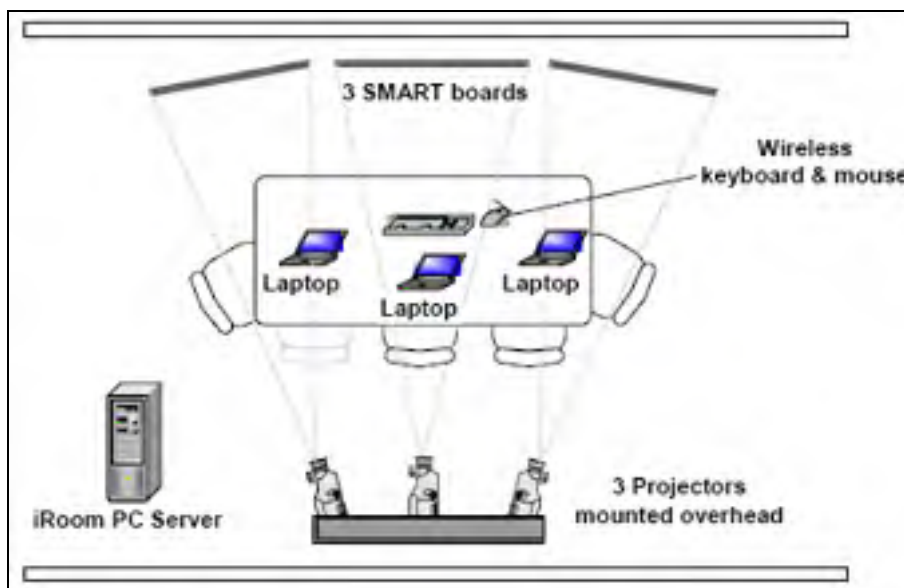 3 SMART boards
Wireless
keyboard & mouse
Laptop
Laptop
Laptop
iRoom PC Server
3 Projectors
mounted overhead